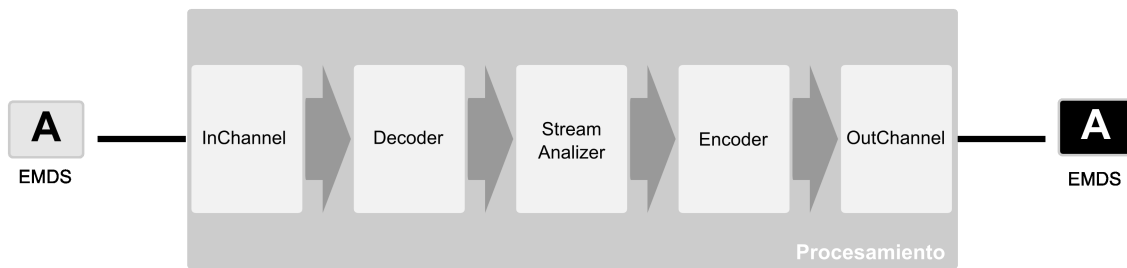 A
EMDS
InChannel
Decoder
Stream
Analizer
Encoder
OutChannel
A
EMDS
Procesamiento